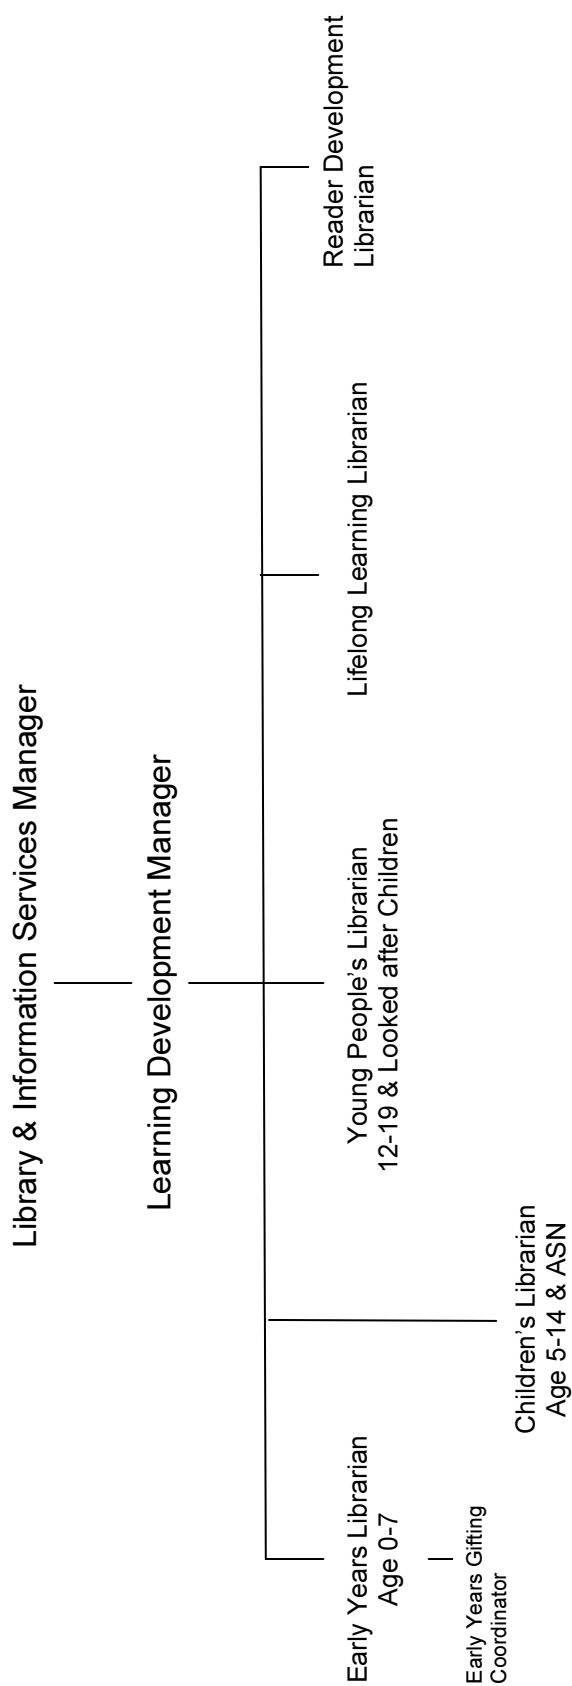 Library & Information Services Manager
Learning Development Manager
Early Years Librarian
Age 0-7
Early Years Gifting
Coordinator
Children’s Librarian
Age 5-14 & ASN
Young People’s Librarian
12-19 & Looked after Children
Lifelong Learning Librarian
Reader Development
Librarian